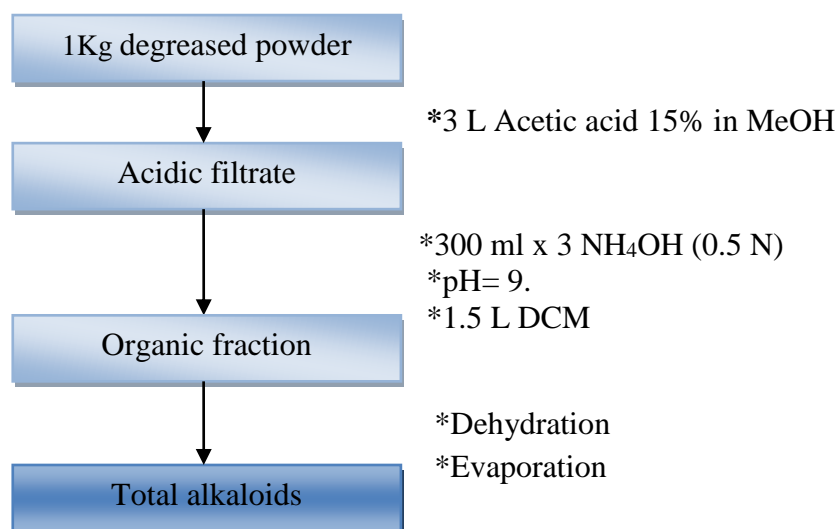 1Kg degreased powder
*3 L Acetic acid 15% in MeOH
Acidic filtrate
*300 ml x 3 NH₄OH (0.5 N)
*pH= 9.
*1.5 L DCM
Organic fraction
*Dehydration
*Evaporation
Total alkaloids